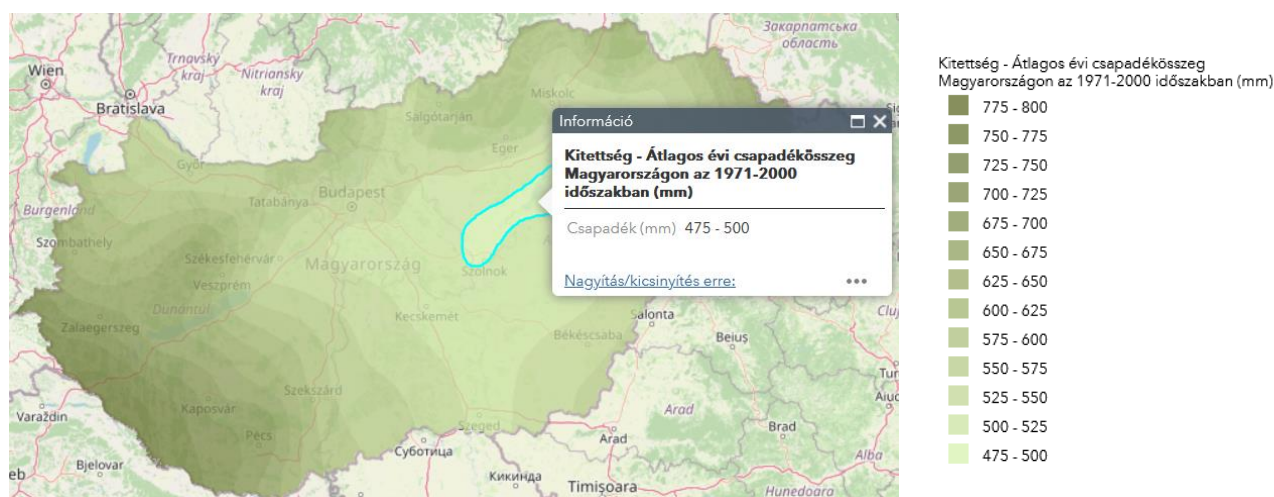 Закарпатська
область
Trnavský
kraj
Nitriansky
kraj
Wien
Bratislava
Miskolc
Salgótarján
Eger
Győr
Budapest
Tatabánya
Burgenland
Szombathely
Székesfehérvár
Magyarország
Szolnok
Veszprém
Dunántúl
Kecskemét
Zalaegerszeg
Békéscsaba
Salonta
Beiuș
Cluj
Szekszárd
Kaposvár
Varaždin
Pécs
Szeged
Arad
Arad
Brad
Alba
Суботица
Bjelovar
Кикинда
Timișoara
Hunedoara
eb
Tur
Aiud
Információ
Kitettség - Átlagos évi csapadékösszeg
Magyarországon az 1971-2000
időszakban (mm)
Csapadék (mm) 475 - 500
Nagyítás/kicsinyítés erre:
Kitettség - Átlagos évi csapadékösszeg
Magyarországon az 1971-2000 időszakban (mm)
775 - 800
750 - 775
725 - 750
700 - 725
675 - 700
650 - 675
625 - 650
600 - 625
575 - 600
550 - 575
525 - 550
500 - 525
475 - 500